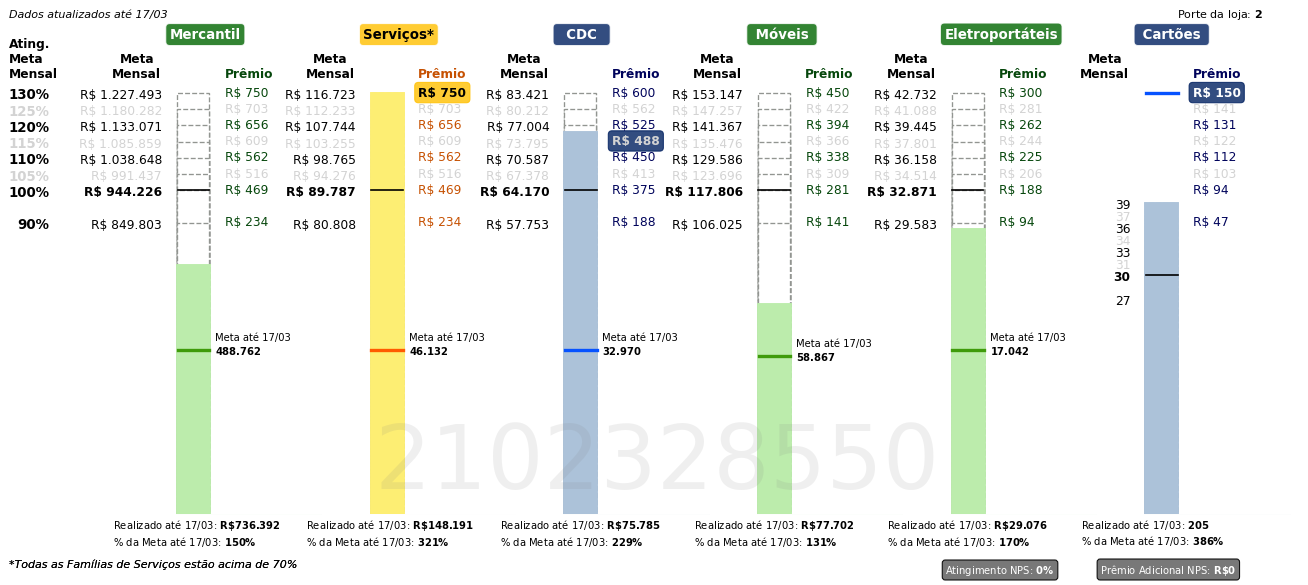 Dados atualizados até 17/03
Porte da loja: 2
Mercantil
Serviços*
CDC
Móveis
Eletroportáteis
Cartões
Ating. Meta Mensal
Meta Mensal Prêmio
Meta Mensal Prêmio
Meta Mensal Prêmio
Meta Mensal Prêmio
Meta Mensal Prêmio
Meta Mensal Prêmio
130% R$ 1.227.493 R$ 750 R$ 116.723 R$ 750 R$ 83.421 R$ 600 R$ 153.147 R$ 450 R$ 42.732 R$ 300 R$ 150
125% R$ 1.180.282 R$ 703 R$ 112.233 R$ 703 R$ 80.212 R$ 562 R$ 147.257 R$ 422 R$ 41.088 R$ 281 R$ 141
120% R$ 1.133.071 R$ 656 R$ 107.744 R$ 656 R$ 77.004 R$ 525 R$ 141.367 R$ 394 R$ 39.445 R$ 262 R$ 131
115% R$ 1.085.859 R$ 609 R$ 103.255 R$ 609 R$ 73.795 R$ 488 R$ 135.476 R$ 366 R$ 37.801 R$ 244 R$ 122
110% R$ 1.038.648 R$ 562 R$ 98.765 R$ 562 R$ 70.587 R$ 450 R$ 129.586 R$ 338 R$ 36.158 R$ 225 R$ 112
105% R$ 991.437 R$ 516 R$ 94.276 R$ 516 R$ 67.378 R$ 413 R$ 123.696 R$ 309 R$ 34.514 R$ 206 R$ 103
100% R$ 944.226 R$ 469 R$ 89.787 R$ 469 R$ 64.170 R$ 375 R$ 117.806 R$ 281 R$ 32.871 R$ 188 R$ 94
90% R$ 849.803 R$ 234 R$ 80.808 R$ 234 R$ 57.753 R$ 188 R$ 106.025 R$ 141 R$ 29.583 R$ 94 R$ 47
39
37
36
34
33
31
30
27
Meta até 17/03
488.762
Meta até 17/03
46.132
Meta até 17/03
32.970
Meta até 17/03
58.867
Meta até 17/03
17.042
2102328550
Realizado até 17/03: R$736.392
% da Meta até 17/03: 150%
Realizado até 17/03: R$148.191
% da Meta até 17/03: 321%
Realizado até 17/03: R$75.785
% da Meta até 17/03: 229%
Realizado até 17/03: R$77.702
% da Meta até 17/03: 131%
Realizado até 17/03: R$29.076
% da Meta até 17/03: 170%
Realizado até 17/03: 205
% da Meta até 17/03: 386%
*Todas as Famílias de Serviços estão acima de 70%
Atingimento NPS: 0%
Prêmio Adicional NPS: R$0